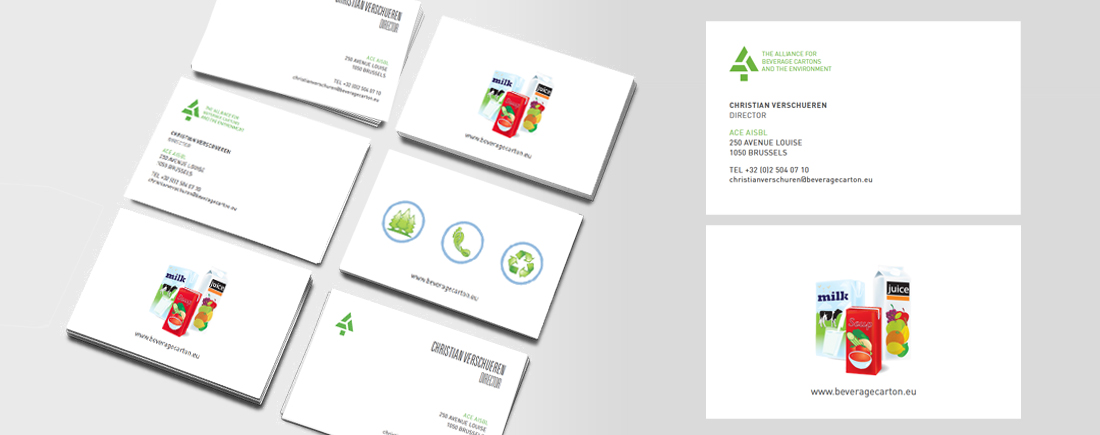 CHRISTIAN VERSCHUEREN
DIRECTOR
ACE AISBL
250 AVENUE LOUISE
1050 BRUSSELS
TEL +32 (0)2 504 07 10
christianverschuren@beveragecarton.eu
milk
juice
Soup
www.beveragecarton.eu
THE ALLIANCE FOR
BEVERAGE CARTONS
AND THE ENVIRONMENT
CHRISTIAN VERSCHUEREN
DIRECTOR
ACE AISBL
250 AVENUE LOUISE
1050 BRUSSELS
TEL +32 (0)2 504 07 10
christianverschuren@beveragecarton.eu
www.beveragecarton.eu
milk
juice
Soup
www.beveragecarton.eu
CHRISTIAN VERSCHUEREN
DIRECTOR
ACE AISBL
250 AVENUE LOUISE
1050 BRUSSELS
THE ALLIANCE FOR
BEVERAGE CARTONS
AND THE ENVIRONMENT
CHRISTIAN VERSCHUEREN
DIRECTOR
ACE AISBL
250 AVENUE LOUISE
1050 BRUSSELS
TEL +32 (0)2 504 07 10
christianverschuren@beveragecarton.eu
milk
juice
Soup
www.beveragecarton.eu